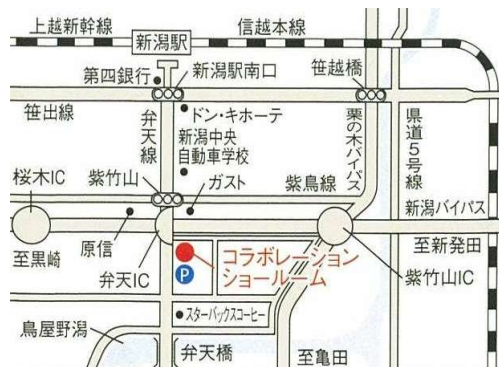 上越新幹線
信越本線
新潟駅
第四銀行
新潟駅南口
笹越橋
笹出線
弁天線
ドン・キホーテ
新潟中央
自動車学校
栗の木バイパス
県道5号線
桜木IC
紫竹山
ガスト
紫鳥線
新潟バイパス
原信
至黒崎
弁天IC
コラボレーション
ショールーム
P
至新発田
紫竹山IC
スターバックスコーヒー
鳥屋野潟
弁天橋
至亀田